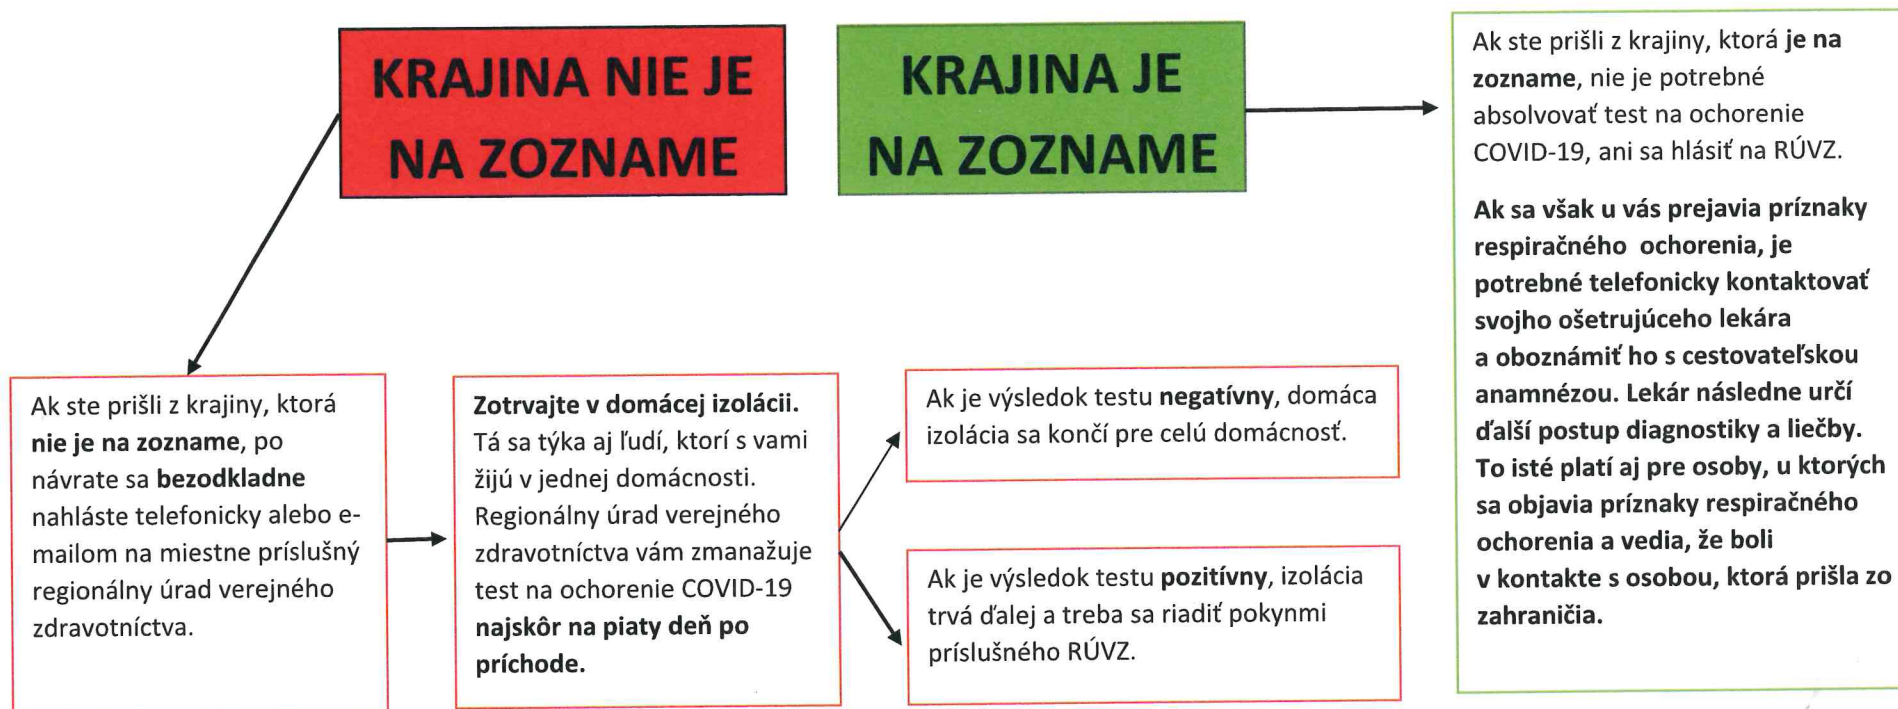 KRAJINA NIE JE
NA ZOZNAME
KRAJINA JE
NA ZOZNAME
Ak ste prišli z krajiny, ktorá je na
zozname, nie je potrebné
absolvovať test na ochorenie
COVID-19, ani sa hlásiť na RÚVZ.
Ak sa však u vás prejavia príznaky
respiračného ochorenia, je
potrebné telefonicky kontaktovať
svojho ošetrujúceho lekára
a oboznámiť ho s cestovateľskou
anamnézou. Lekár následne určí
ďalší postup diagnostiky a liečby.
To isté platí aj pre osoby, u ktorých
sa objavia príznaky respiračného
ochorenia a vedia, že boli
v kontakte s osobou, ktorá prišla zo
zahraničia.
Ak ste prišli z krajiny, ktorá
nie je na zozname, po
návrate sa bezodkladne
nahláste telefonicky alebo e-
mailom na miestne príslušný
regionálny úrad verejného
zdravotníctva.
Zotrvajte v domácej izolácii.
Tá sa týka aj ľudí, ktorí s vami
žijú v jednej domácnosti.
Regionálny úrad verejného
zdravotníctva vám zmanažuje
test na ochorenie COVID-19
najskôr na piaty deň po
príchode.
Ak je výsledok testu negatívny, domáca
izolácia sa končí pre celú domácnosť.
Ak je výsledok testu pozitívny, izolácia
trvá ďalej a treba sa riadiť pokynmi
príslušného RÚVZ.